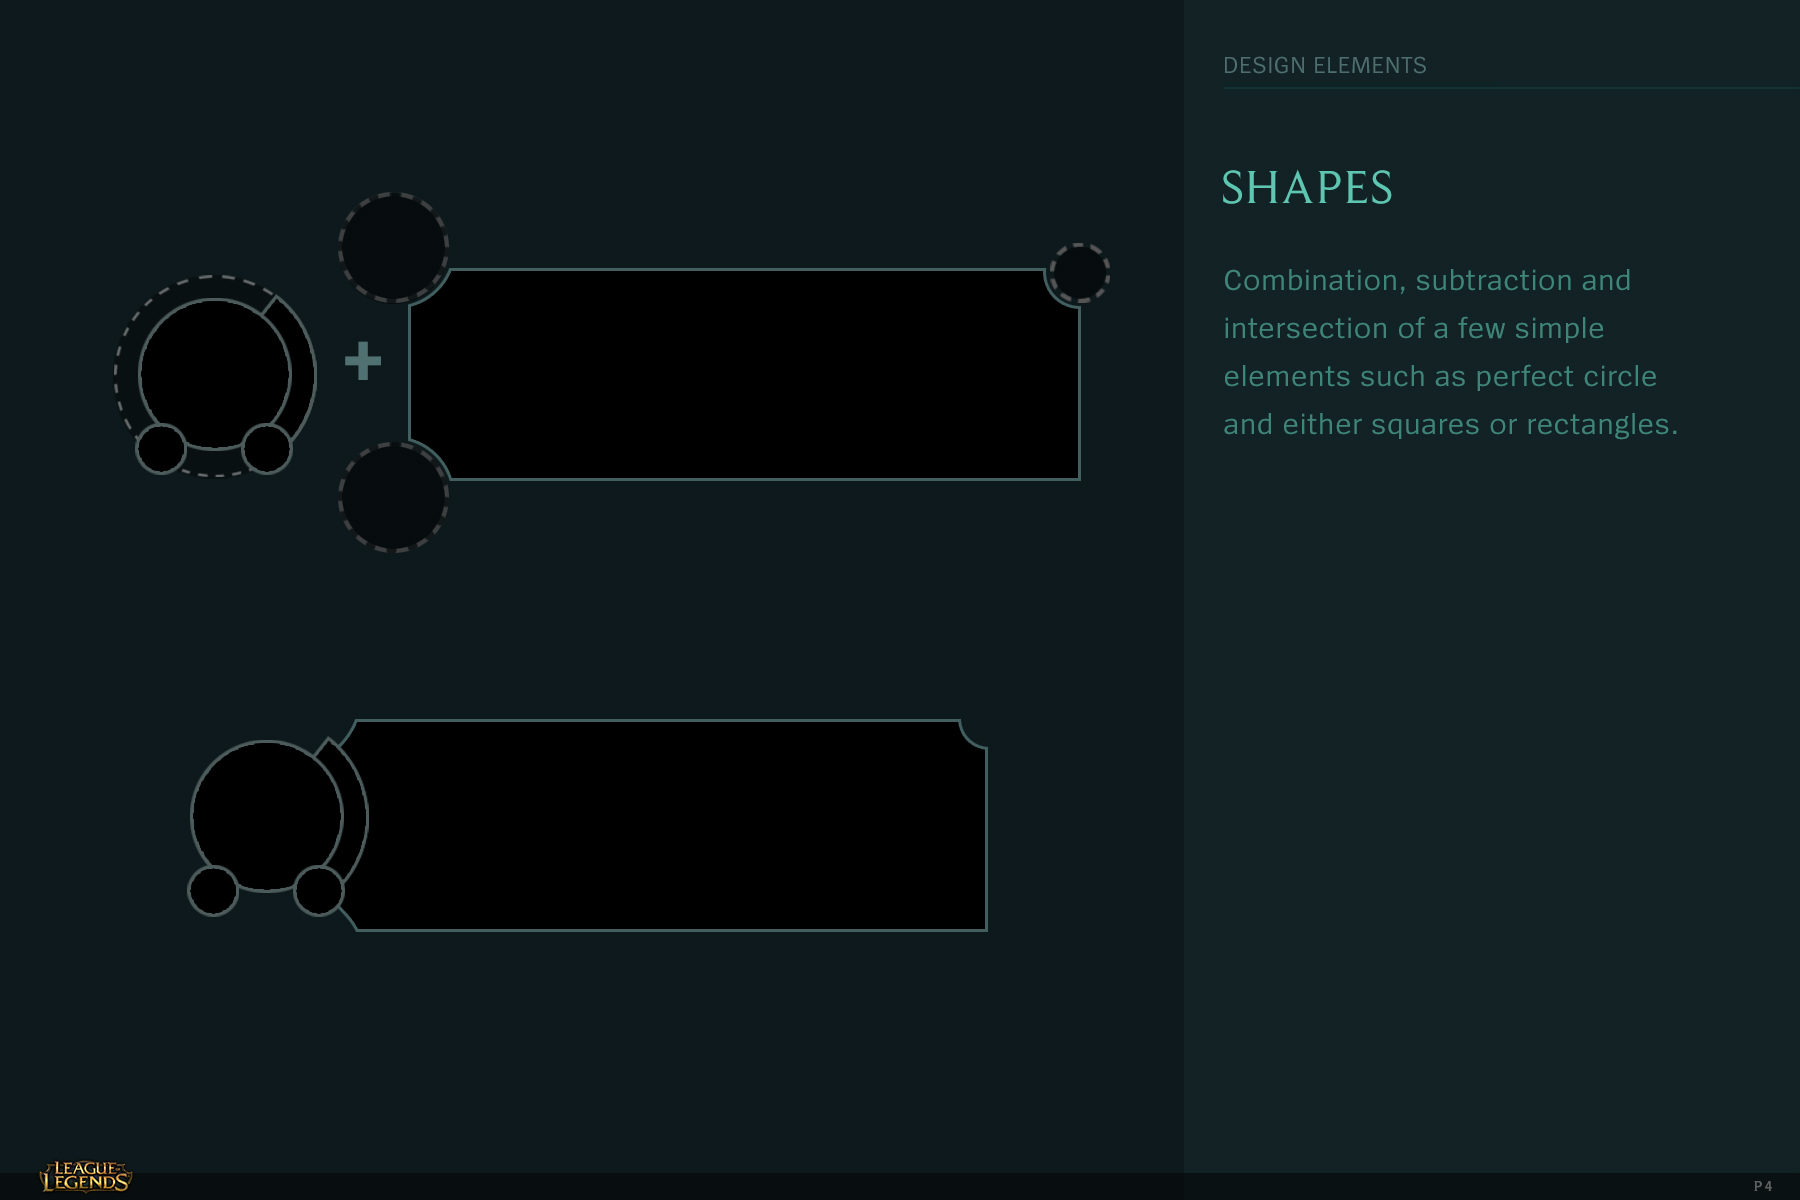 DESIGN ELEMENTS
SHAPES
Combination, subtraction and
intersection of a few simple
elements such as perfect circle
and either squares or rectangles.
LEAGUE OF
LEGENDS
P4